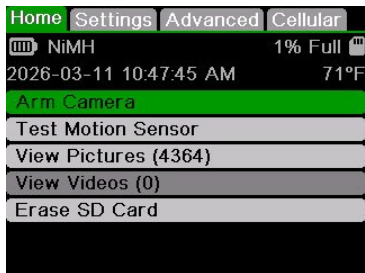 Home Settings Advanced Cellular
NiMH 1% Full
2026-03-11 10:47:45 AM 71°F
Arm Camera
Test Motion Sensor
View Pictures (4364)
View Videos (0)
Erase SD Card